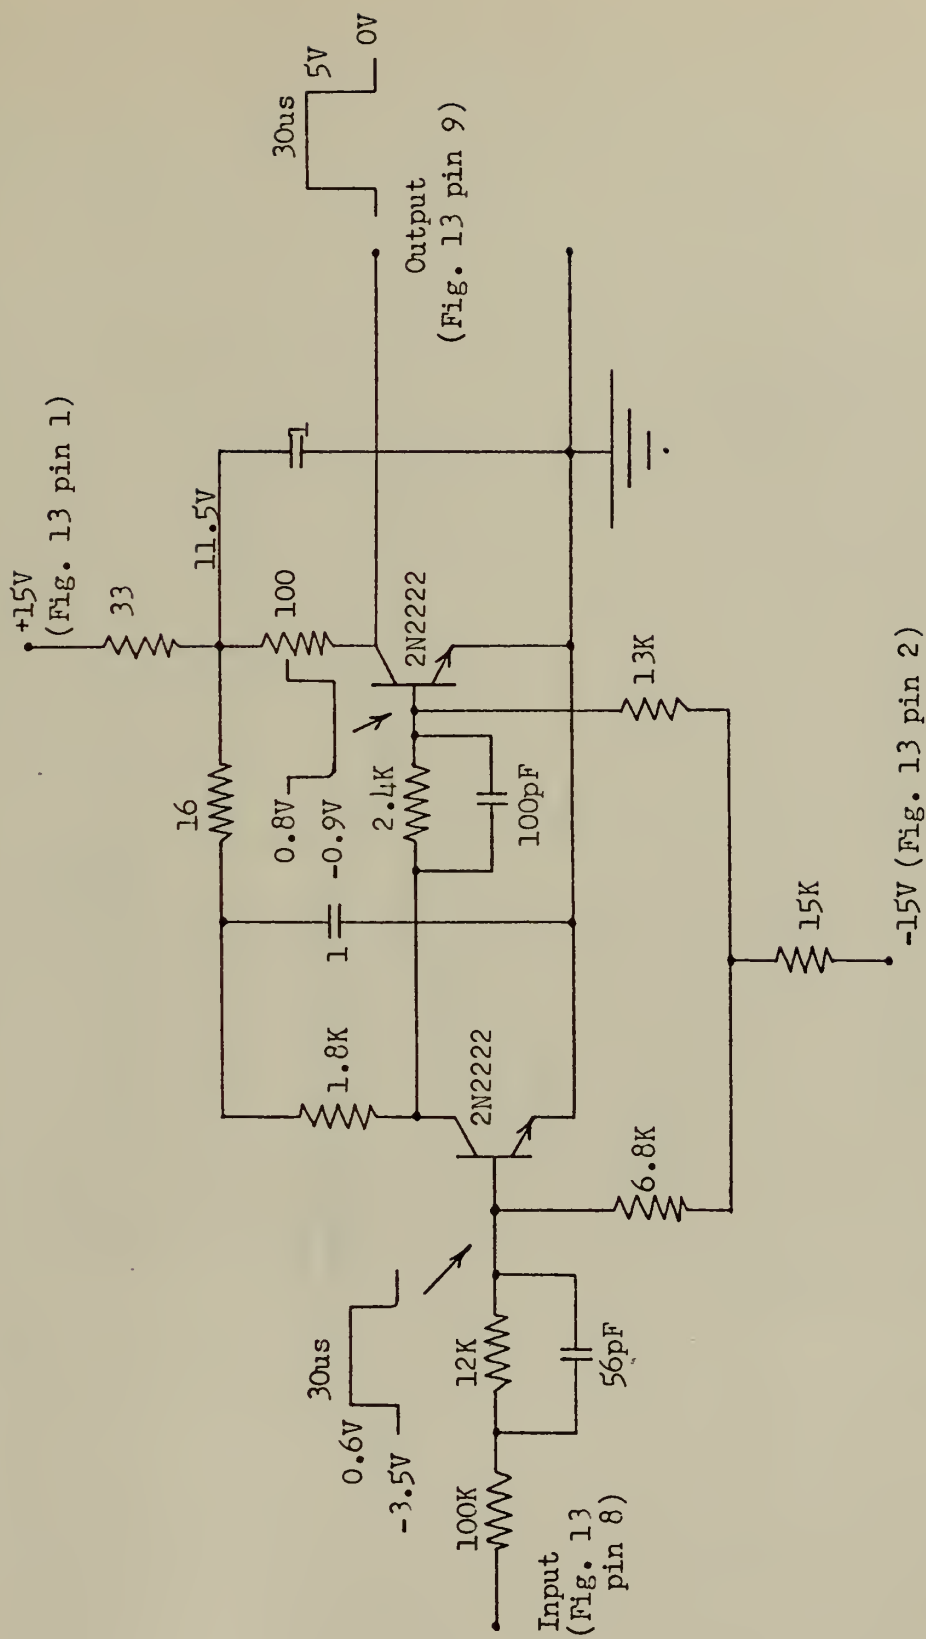 +15V
(Fig. 13 pin 1)
33
11.5V
1
100
16
30us
5V
0V
Output
(Fig. 13 pin 9)
0.8V
-0.9V
2N2222
2.4K
100pF
1
1.8K
2N2222
13K
30us
0.6V
-3.5V
12K
56pF
100K
Input
(Fig. 13
pin 8)
6.8K
15K
-15V (Fig. 13 pin 2)